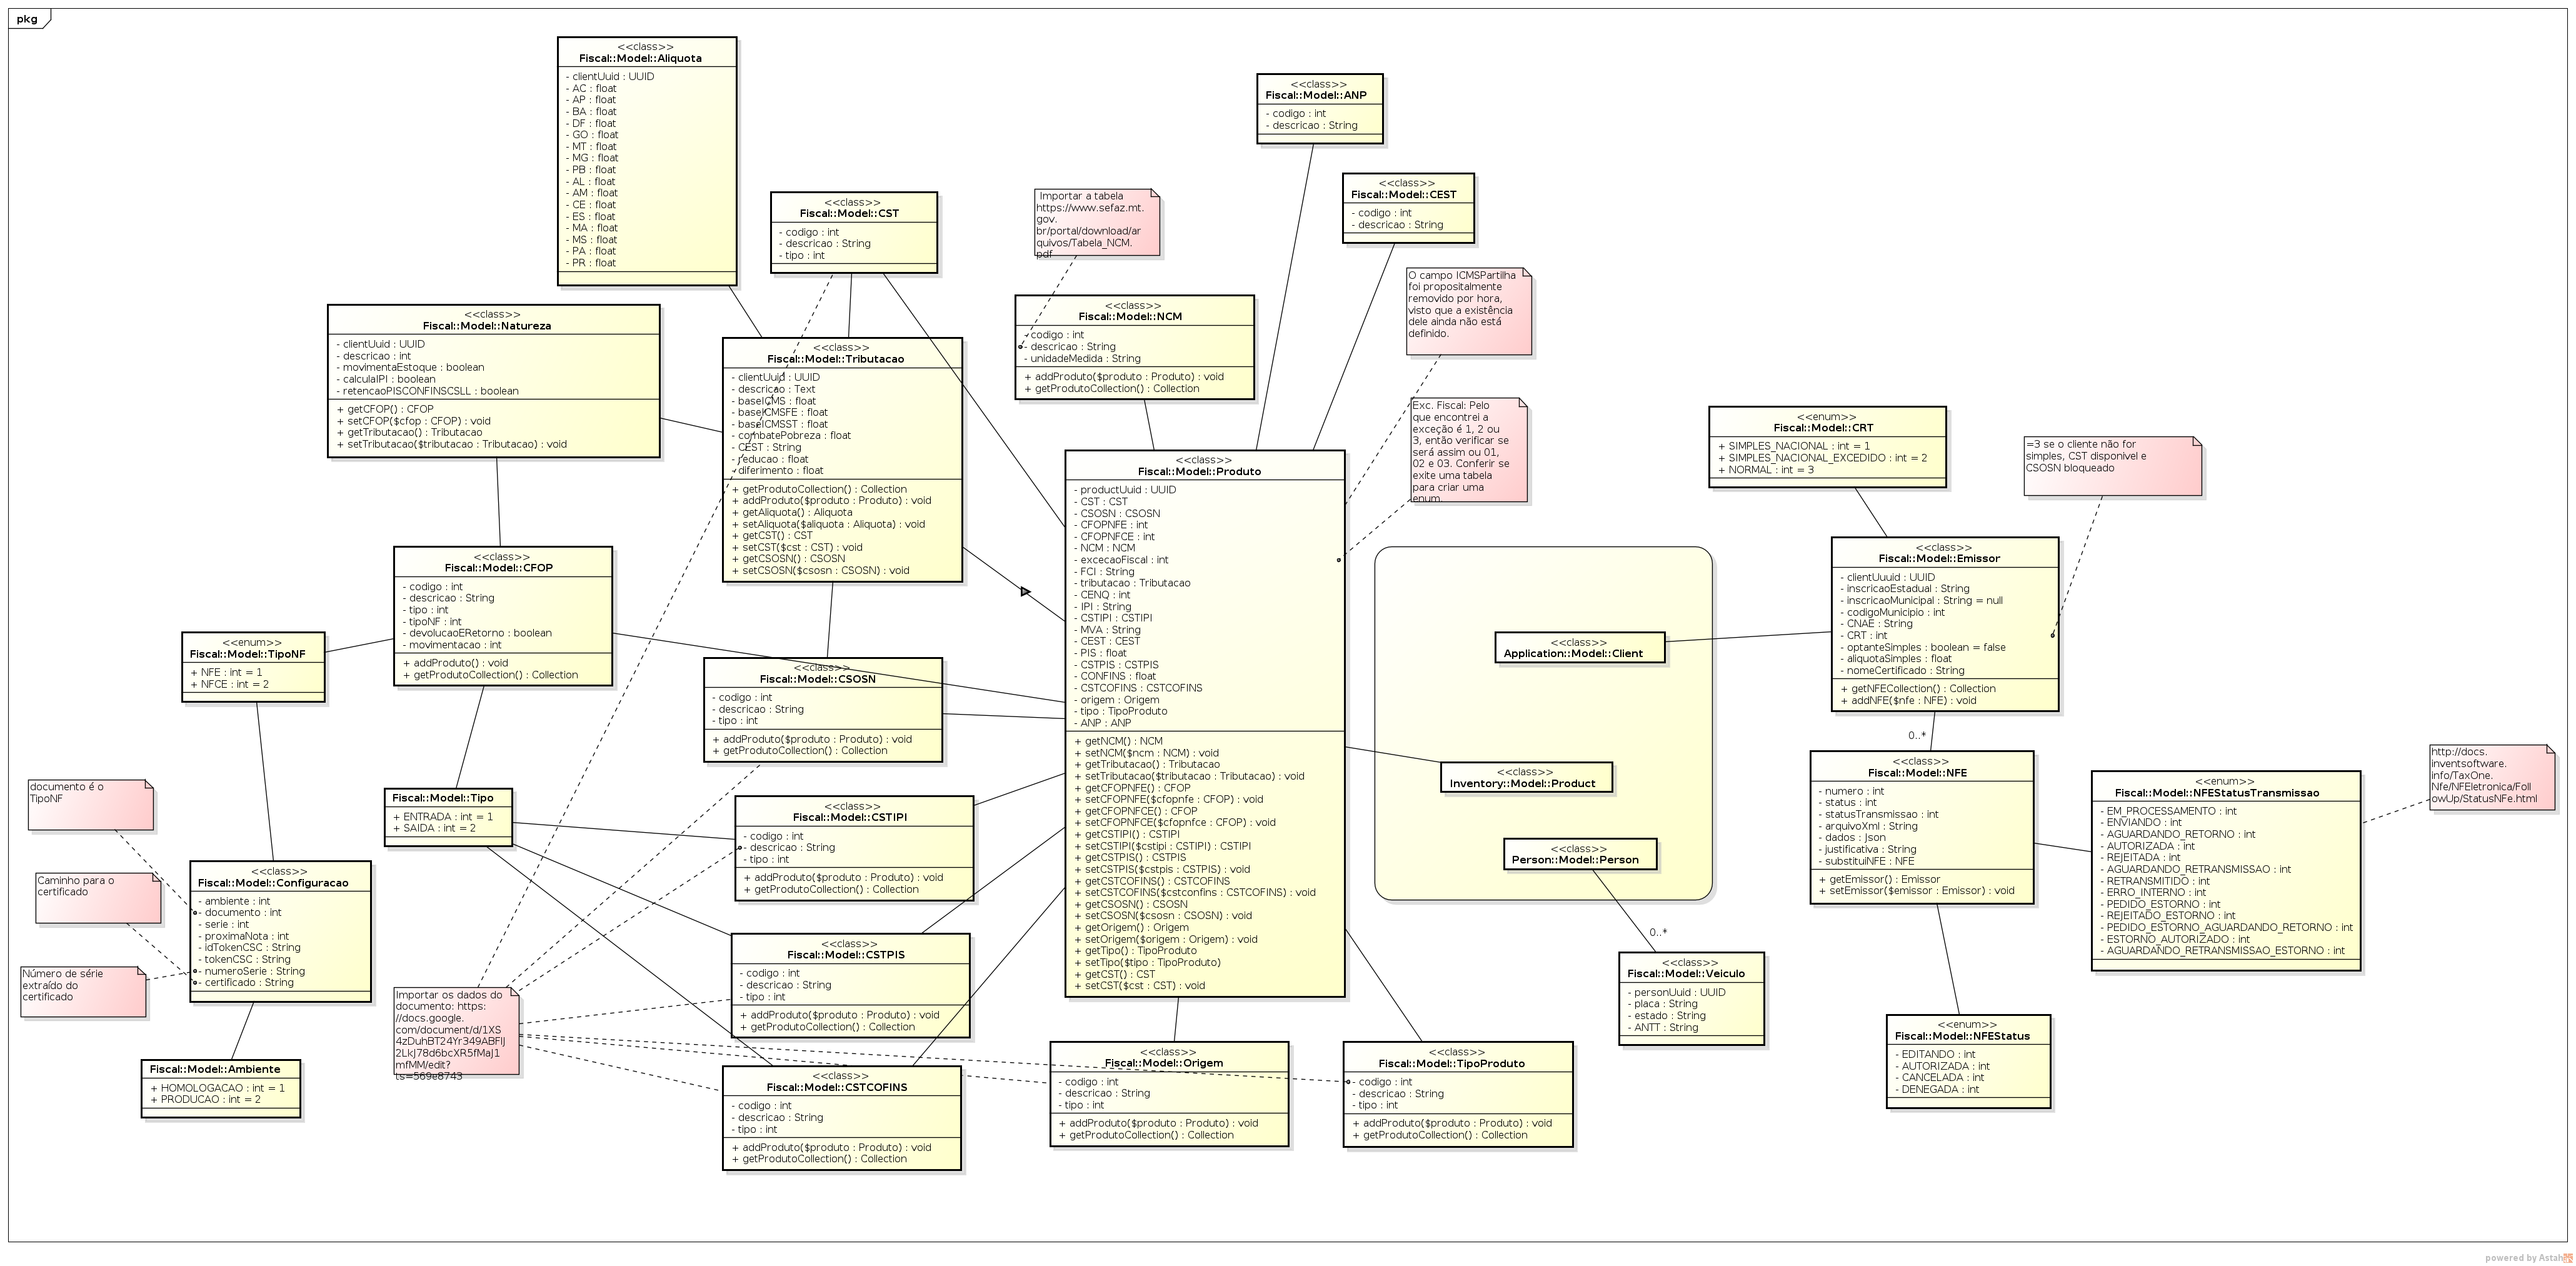 pkg
<<class>>
Fiscal::Model::Aliquota
- clientUuid : UUID
- AC : float
- AP : float
- BA : float
- DF : float
- GO : float
- MT : float
- MG : float
- PB : float
- AL : float
- AM : float
- CE : float
- ES : float
- MA : float
- MS : float
- PA : float
- PR : float
<<class>>
Fiscal::Model::ANP
- codigo : int
- descricao : String
<<class>>
Fiscal::Model::CEST
- codigo : int
- descricao : String
<<class>>
Fiscal::Model::CST
- codigo : int
- descricao : String
- tipo : int
Importar a tabela
https://www.sefaz.mt.
gov.
br/portal/download/ar
quivos/Tabela_NCM.
pdf
O campo ICMSPartilha
foi propositalmente
removido por hora,
visto que a existência
dele ainda não está
definido.
<<class>>
Fiscal::Model::NCM
- codigo : int
- descricao : String
- unidadeMedida : String
+ addProduto($produto : Produto) : void
+ getProdutoCollection() : Collection
<<class>>
Fiscal::Model::Natureza
- clientUuid : UUID
- descricao : int
- movimentaEstoque : boolean
- calculaIPI : boolean
- retencaoPISCONFINSCSLL : boolean
+ getCFOP() : CFOP
+ setCFOP($cfop : CFOP) : void
+ getTributacao() : Tributacao
+ setTributacao($tributacao : Tributacao) : void
<<class>>
Fiscal::Model::Tributacao
- clientUuid : UUID
- descricao : Text
- baseICMS : float
- baseICMSFE : float
- baseICMSST : float
- combatePobreza : float
- CEST : String
- reducao : float
- diferimento : float
+ getProdutoCollection() : Collection
+ addProduto($produto : Produto) : void
+ getAliquota() : Aliquota
+ setAliquota($aliquota : Aliquota) : void
+ getCST() : CST
+ setCST($cst : CST) : void
+ getCSOSN() : CSOSN
+ setCSOSN($csosn : CSOSN) : void
Exc. Fiscal: Pelo
que encontrei a
exceção é 1, 2 ou
3, então verificar se
será assim ou 01,
02 e 03. Conferir se
exite uma tabela
para criar uma
enum.
<<enum>>
Fiscal::Model::CRT
+ SIMPLES_NACIONAL : int = 1
+ SIMPLES_NACIONAL_EXCEDIDO : int = 2
+ NORMAL : int = 3
=3 se o cliente não for
simples, CST disponivel e
CSOSN bloqueado
<<class>>
Fiscal::Model::Produto
- productUuid : UUID
- CST : CST
- CSOSN : CSOSN
- CFOPNFE : int
- CFOPNFCE : int
- NCM : NCM
- excecaoFiscal : int
- FCI : String
- tributacao : Tributacao
- CENQ : int
- IPI : String
- CSTIPI : CSTIPI
- MVA : String
- CEST : CEST
- PIS : float
- CSTPIS : CSTPIS
- CONFINS : float
- CSTCOFINS : CSTCOFINS
- origem : Origem
- tipo : TipoProduto
- ANP : ANP
+ getNCM() : NCM
+ setNCM($ncm : NCM) : void
+ getTributacao() : Tributacao
+ setTributacao($tributacao : Tributacao) : void
+ getCFOPNFE() : CFOP
+ setCFOPNFE($cfopnfe : CFOP) : void
+ getCFOPNFCE() : CFOP
+ setCFOPNFCE($cfopnfce : CFOP) : void
+ getCSTIPI() : CSTIPI
+ setCSTIPI($cstipi : CSTIPI) : CSTIPI
+ getCSTPIS() : CSTPIS
+ setCSTPIS($cstpis : CSTPIS) : void
+ getCSTCOFINS() : CSTCOFINS
+ setCSTCOFINS($cstconfins : CSTCOFINS) : void
+ getCSOSN() : CSOSN
+ setCSOSN($csosn : CSOSN) : void
+ getOrigem() : Origem
+ setOrigem($origem : Origem) : void
+ getTipo() : TipoProduto
+ setTipo($tipo : TipoProduto)
+ getCST() : CST
+ setCST($cst : CST) : void
<<class>>
Fiscal::Model::Emissor
- clientUuuid : UUID
- inscricaoEstadual : String
- inscricaoMunicipal : String = null
- codigoMunicipio : int
- CNAE : String
- CRT : int
- optanteSimples : boolean = false
- aliquotaSimples : float
- nomeCertificado : String
+ getNFECollection() : Collection
+ addNFE($nfe : NFE) : void
<<class>>
Fiscal::Model::CFOP
- codigo : int
- descricao : String
- tipo : int
- tipoNF : int
- devolucaoERetorno : boolean
- movimentacao : int
+ addProduto() : void
+ getProdutoCollection() : Collection
<<enum>>
Fiscal::Model::TipoNF
+ NFE : int = 1
+ NFCE : int = 2
<<class>>
Fiscal::Model::CSOSN
- codigo : int
- descricao : String
- tipo : int
+ addProduto($produto : Produto) : void
+ getProdutoCollection() : Collection
<<class>>
Application::Model::Client
<<class>>
Inventory::Model::Product
<<class>>
Person::Model::Person
0..*
<<class>>
Fiscal::Model::NFE
- numero : int
- status : int
- statusTransmissao : int
- arquivoXml : String
- dados : Json
- justificativa : String
- substituiNFE : NFE
+ getEmissor() : Emissor
+ setEmissor($emissor : Emissor) : void
<<enum>>
Fiscal::Model::NFEStatusTransmissao
- EM_PROCESSAMENTO : int
- ENVIANDO : int
- AGUARDANDO_RETORNO : int
- AUTORIZADA : int
- REJEITADA : int
- AGUARDANDO_RETRANSMISSAO : int
- RETRANSMITIDO : int
- ERRO_INTERNO : int
- PEDIDO_ESTORNO : int
- REJEITADO_ESTORNO : int
- PEDIDO_ESTORNO_AGUARDANDO_RETORNO : int
- ESTORNO_AUTORIZADO : int
- AGUARDANDO_RETRANSMISSAO_ESTORNO : int
http://docs.
inventsoftware.
info/TaxOne.
Nfe/NFEletronica/Foll
owUp/StatusNFe.html
documento é o
TipoNF
Fiscal::Model::Tipo
+ ENTRADA : int = 1
+ SAIDA : int = 2
<<class>>
Fiscal::Model::CSTIPI
- codigo : int
- descricao : String
- tipo : int
+ addProduto($produto : Produto) : void
+ getProdutoCollection() : Collection
Caminho para o
certificado
<<class>>
Fiscal::Model::Configuracao
- ambiente : int
- documento : int
- serie : int
- proximaNota : int
- idTokenCSC : String
- tokenCSC : String
- numeroSerie : String
- certificado : String
Número de série
extraído do
certificado
<<class>>
Fiscal::Model::CSTPIS
- codigo : int
- descricao : String
- tipo : int
+ addProduto($produto : Produto) : void
+ getProdutoCollection() : Collection
0..*
<<class>>
Fiscal::Model::Veiculo
- personUuid : UUID
- placa : String
- estado : String
- ANTT : String
Importar os dados do
documento: https:
//docs.google.
com/document/d/1XS
4zDuhBT24Yr349ABFIJ
2LkJ78d6bcXR5fMaJ1
mfMM/edit?
ts=569e8743
<<enum>>
Fiscal::Model::NFEStatus
- EDITANDO : int
- AUTORIZADA : int
- CANCELADA : int
- DENEGADA : int
Fiscal::Model::Ambiente
+ HOMOLOGACAO : int = 1
+ PRODUCAO : int = 2
<<class>>
Fiscal::Model::CSTCOFINS
- codigo : int
- descricao : String
- tipo : int
+ addProduto($produto : Produto) : void
+ getProdutoCollection() : Collection
<<class>>
Fiscal::Model::Origem
- codigo : int
- descricao : String
- tipo : int
+ addProduto($produto : Produto) : void
+ getProdutoCollection() : Collection
<<class>>
Fiscal::Model::TipoProduto
- codigo : int
- descricao : String
- tipo : int
+ addProduto($produto : Produto) : void
+ getProdutoCollection() : Collection
powered by Astah